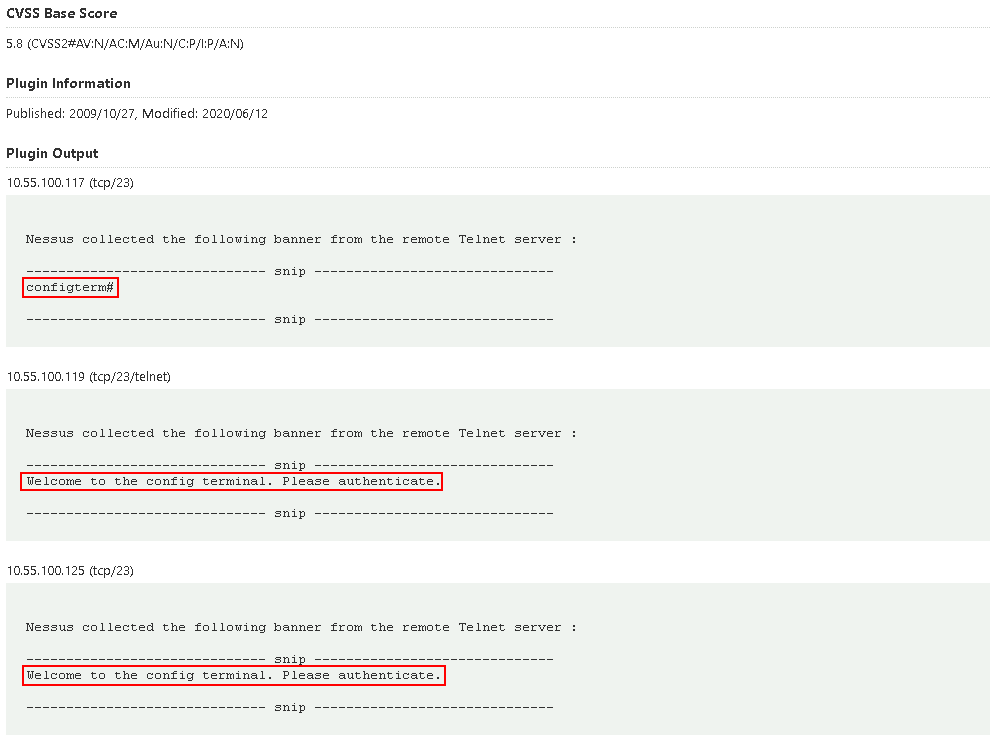 CVSS Base Score
5.8 (CVSS2#AV:N/AC:M/Au:N/C:P/I:P/A:N)
Plugin Information
Published: 2009/10/27, Modified: 2020/06/12
Plugin Output
10.55.100.117 (tcp/23)
Nessus collected the following banner from the remote Telnet server :
------------------------------ snip ------------------------------
configterm#
------------------------------ snip ------------------------------
10.55.100.119 (tcp/23/telnet)
Nessus collected the following banner from the remote Telnet server :
------------------------------ snip ------------------------------
Welcome to the config terminal. Please authenticate.
------------------------------ snip ------------------------------
10.55.100.125 (tcp/23)
Nessus collected the following banner from the remote Telnet server :
------------------------------ snip ------------------------------
Welcome to the config terminal. Please authenticate.
------------------------------ snip ------------------------------